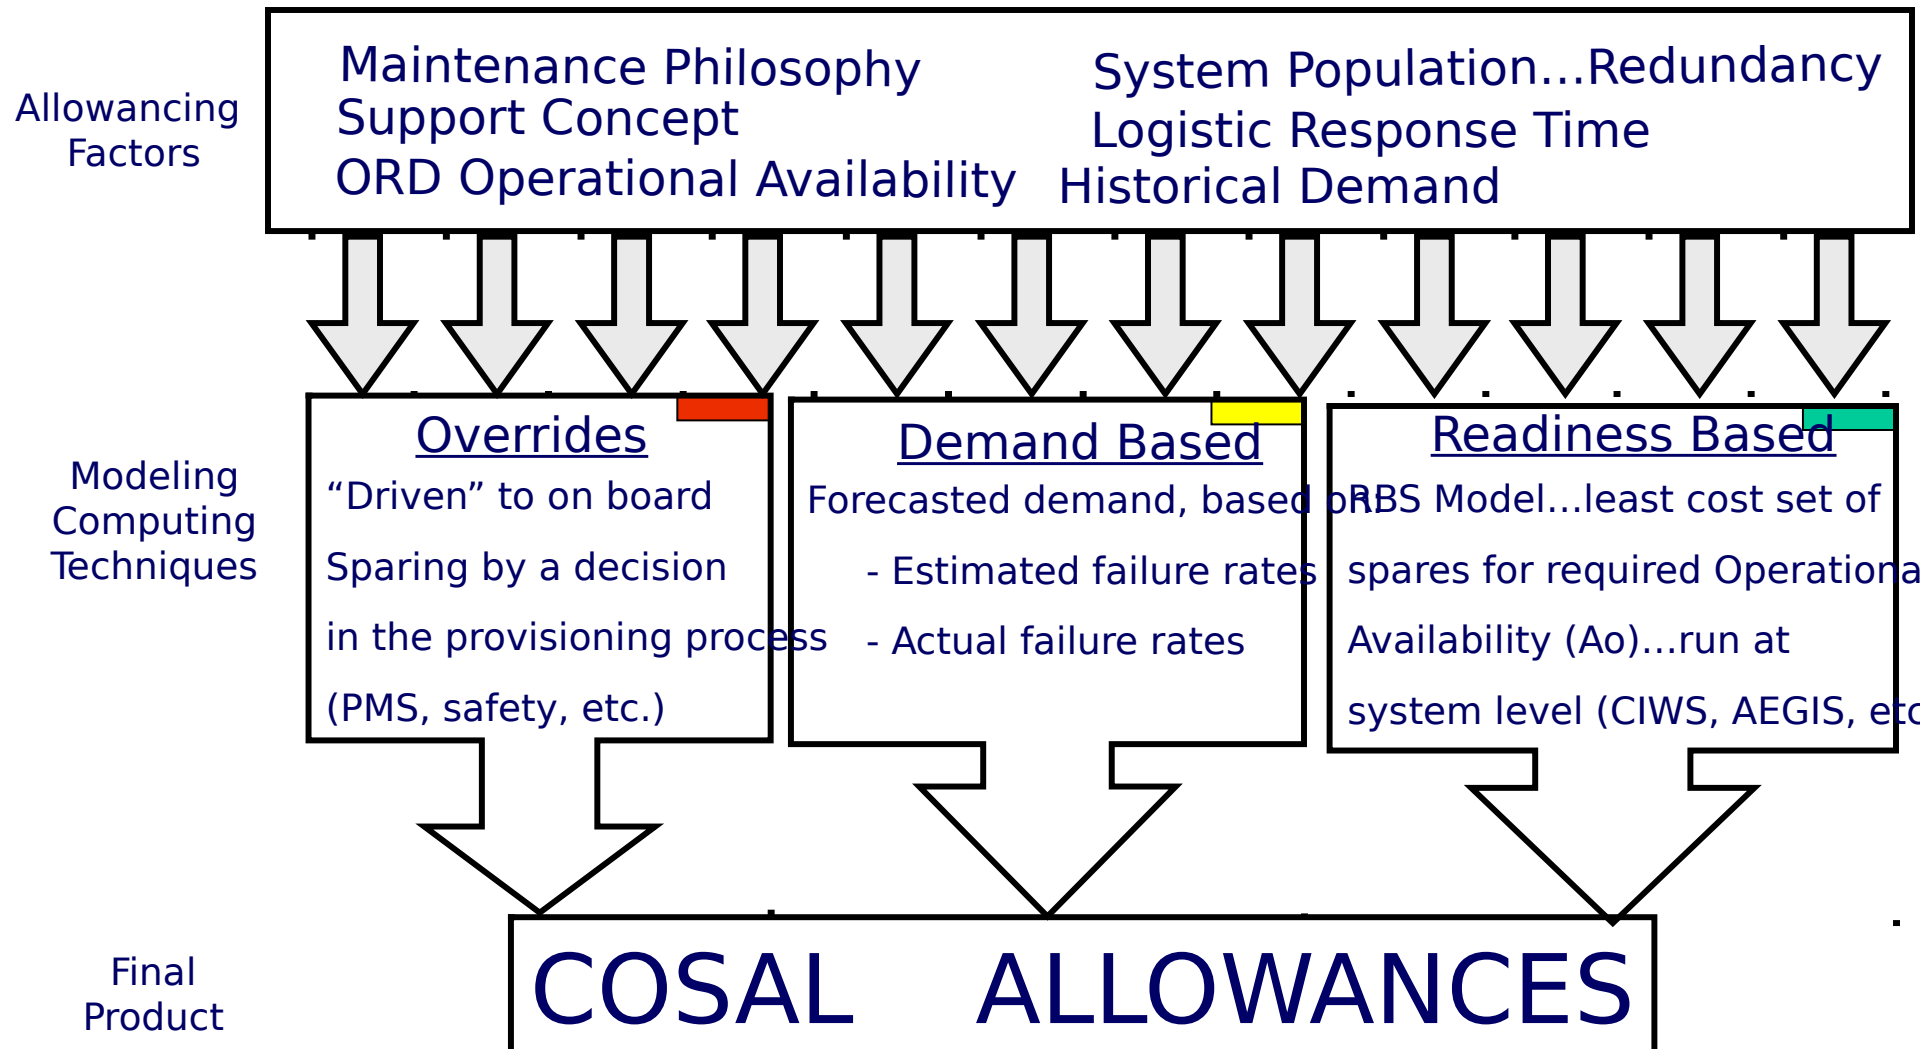 Allowancing
Factors
Maintenance Philosophy
Support Concept
ORD Operational Availability
System Population...Redundancy
Logistic Response Time
Historical Demand
Modeling
Computing
Techniques
Overrides
“Driven” to on board
Sparing by a decision
in the provisioning process
(PMS, safety, etc.)
Demand Based
Forecasted demand, based on:
- Estimated failure rates
- Actual failure rates
Readiness Based
RBS Model...least cost set of
spares for required Operationa
Availability (Ao)...run at
system level (CIWS, AEGIS, etc
Final
Product
COSAL ALLOWANCES